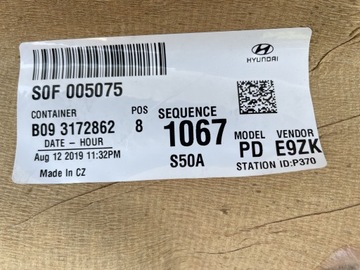 HYUNDAI
S0F 005075
CONTAINER POS SEQUENCE
B09 3172862 8 1067 MODEL VENDOR
DATE - HOUR PD E9ZK
Aug 12 2019 11:32PM S50A STATION ID:P370
Made in CZ